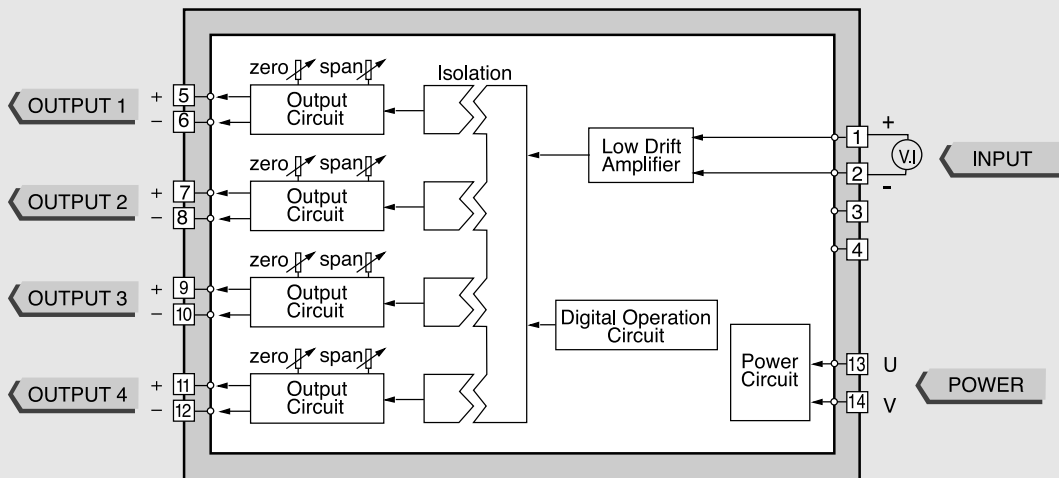 zero span
Isolation
OUTPUT 1
+ 5
− 6
Output
Circuit
Low Drift
Amplifier
1 +
2 -
V.I
INPUT
3
4
zero span
OUTPUT 2
+ 7
− 8
Output
Circuit
zero span
OUTPUT 3
+ 9
− 10
Output
Circuit
Digital Operation
Circuit
zero span
OUTPUT 4
+ 11
− 12
Output
Circuit
Power
Circuit
13 U
14 V
POWER